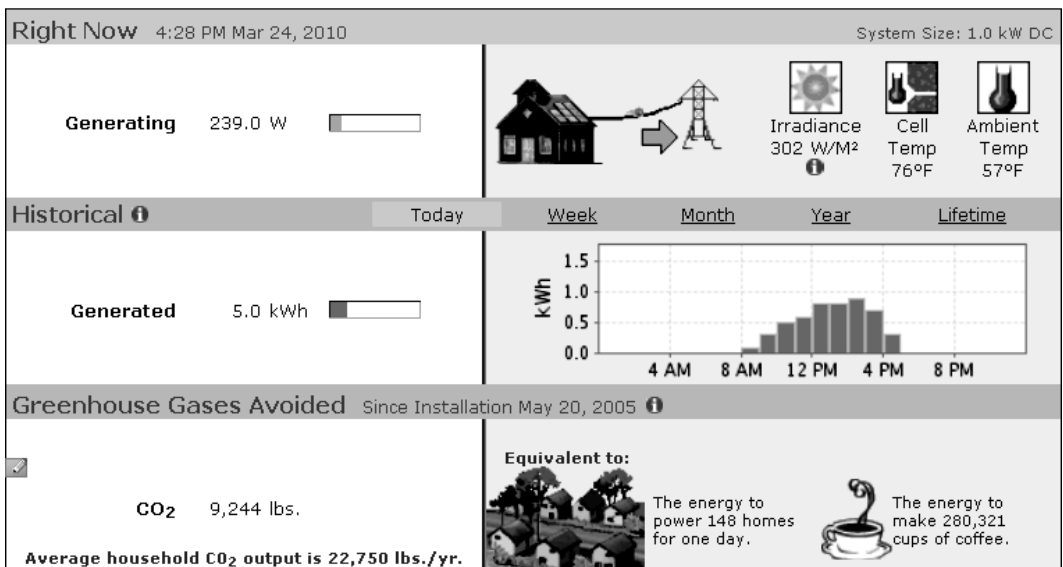 Right Now 4:28 PM Mar 24, 2010
System Size: 1.0 kW DC
Generating 239.0 W
Irradiance
302 W/M²
Cell
Temp
76°F
Ambient
Temp
57°F
Historical
Today Week Month Year Lifetime
Generated 5.0 kWh
kWh
1.5
1.0
0.5
0.0
4 AM 8 AM 12 PM 4 PM 8 PM
Greenhouse Gases Avoided Since Installation May 20, 2005
CO₂ 9,244 lbs.
Average household CO₂ output is 22,750 lbs./yr.
Equivalent to:
The energy to
power 148 homes
for one day.
The energy to
make 280,321
cups of coffee.